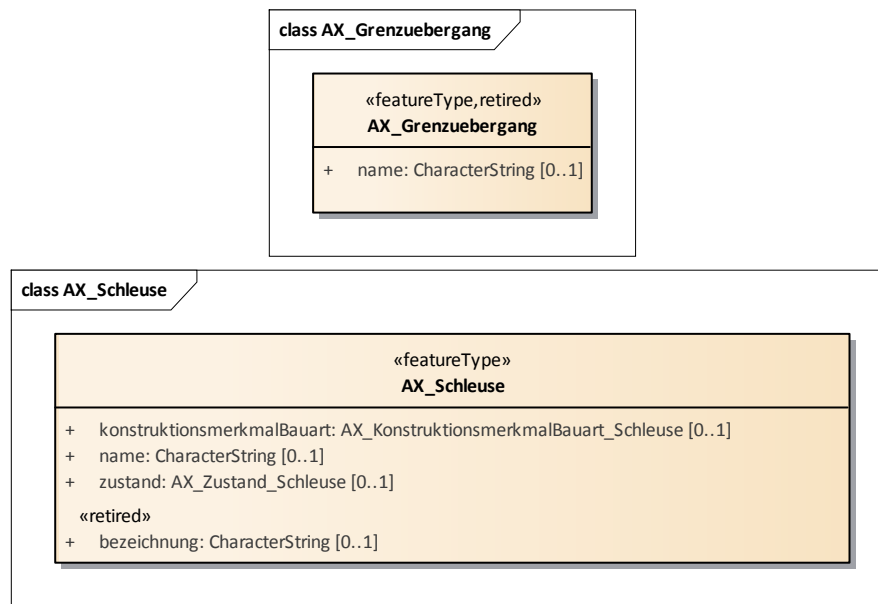 class AX_Grenzuebergang
«featureType,retired»
AX_Grenzuebergang
+ name: CharacterString [0..1]
class AX_Schleuse
«featureType»
AX_Schleuse
+ konstruktionsmerkmalBauart: AX_KonstruktionsmerkmalBauart_Schleuse [0..1]
+ name: CharacterString [0..1]
+ zustand: AX_Zustand_Schleuse [0..1]
«retired»
+ bezeichnung: CharacterString [0..1]